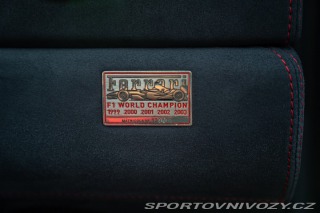 Ferrari
F1 WORLD CHAMPION
1999 2000 2001 2002 2003
SPORTOVNIVOZY.CZ